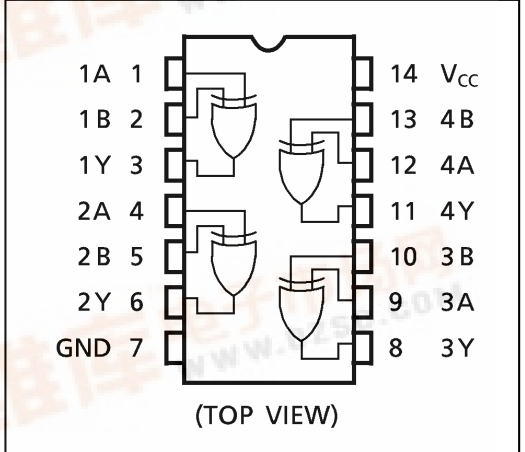 1A 1 14 V_CC
1B 2 13 4B
1Y 3 12 4A
2A 4 11 4Y
2B 5 10 3B
2Y 6 9 3A
GND 7 8 3Y
(TOP VIEW)